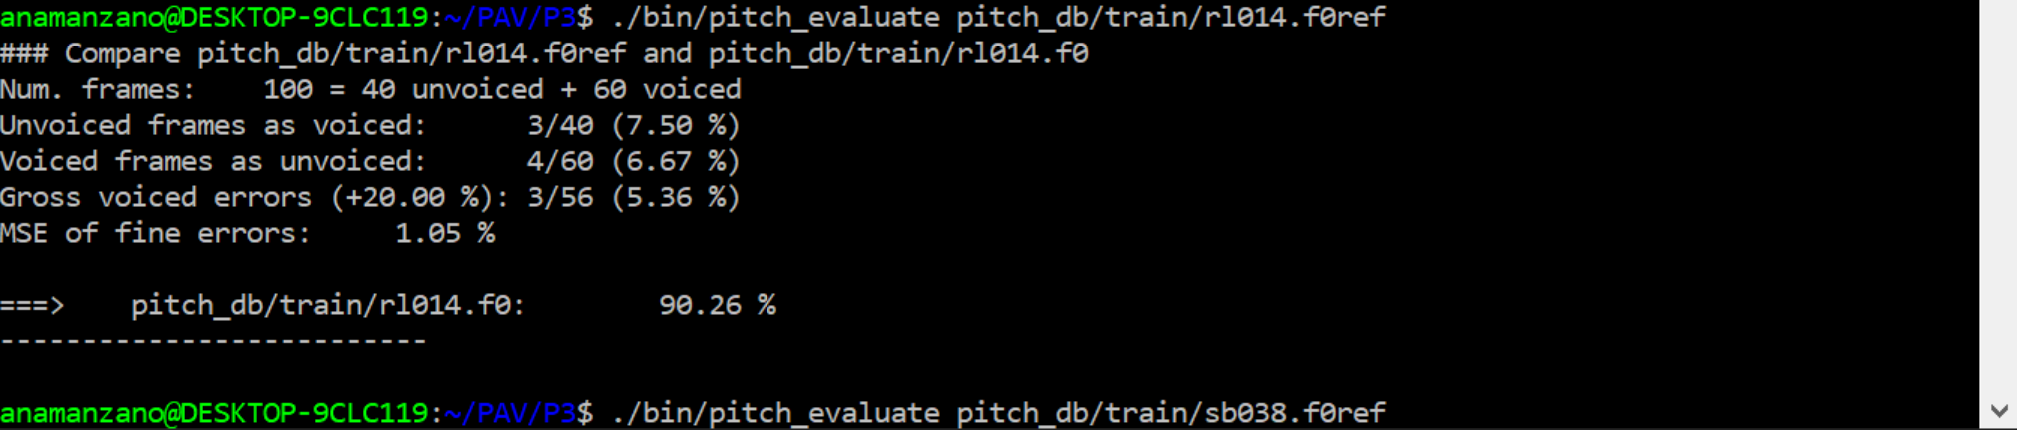 anamanzano@DESKTOP-9CLC119:~/PAV/P3$ ./bin/pitch_evaluate pitch_db/train/rl014.f0ref
### Compare pitch_db/train/rl014.f0ref and pitch_db/train/rl014.f0
Num. frames:    100 = 40 unvoiced + 60 voiced
Unvoiced frames as voiced:      3/40 (7.50 %)
Voiced frames as unvoiced:      4/60 (6.67 %)
Gross voiced errors (+20.00 %): 3/56 (5.36 %)
MSE of fine errors:     1.05 %
===>    pitch_db/train/rl014.f0:        90.26 %
--------------------------
anamanzano@DESKTOP-9CLC119:~/PAV/P3$ ./bin/pitch_evaluate pitch_db/train/sb038.f0ref